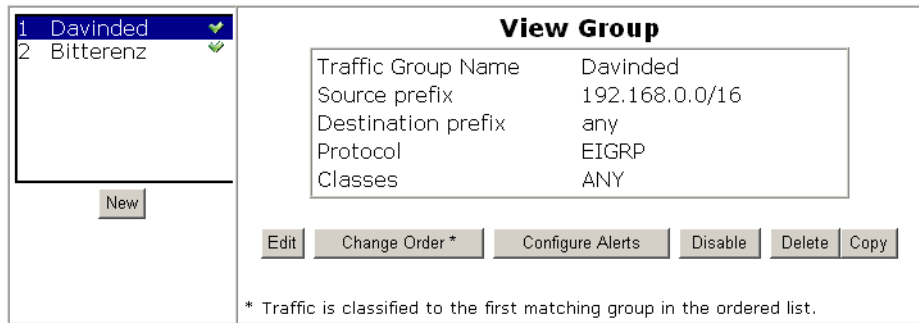 1 Davinded
2 Bitterenz
New
View Group
Traffic Group Name Davinded
Source prefix 192.168.0.0/16
Destination prefix any
Protocol EIGRP
Classes ANY
Edit Change Order * Configure Alerts Disable Delete Copy
* Traffic is classified to the first matching group in the ordered list.